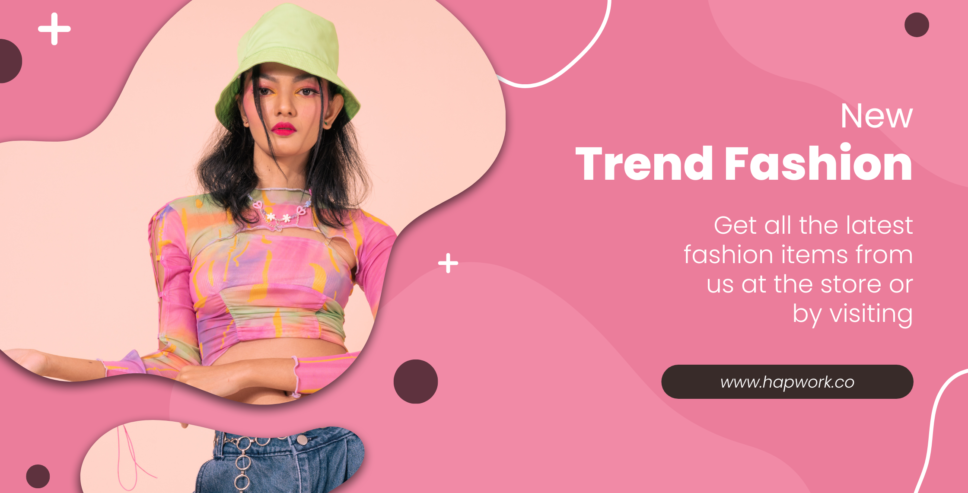 New
Trend Fashion
Get all the latest
fashion items from
us at the store or
by visiting
www.hapwork.co